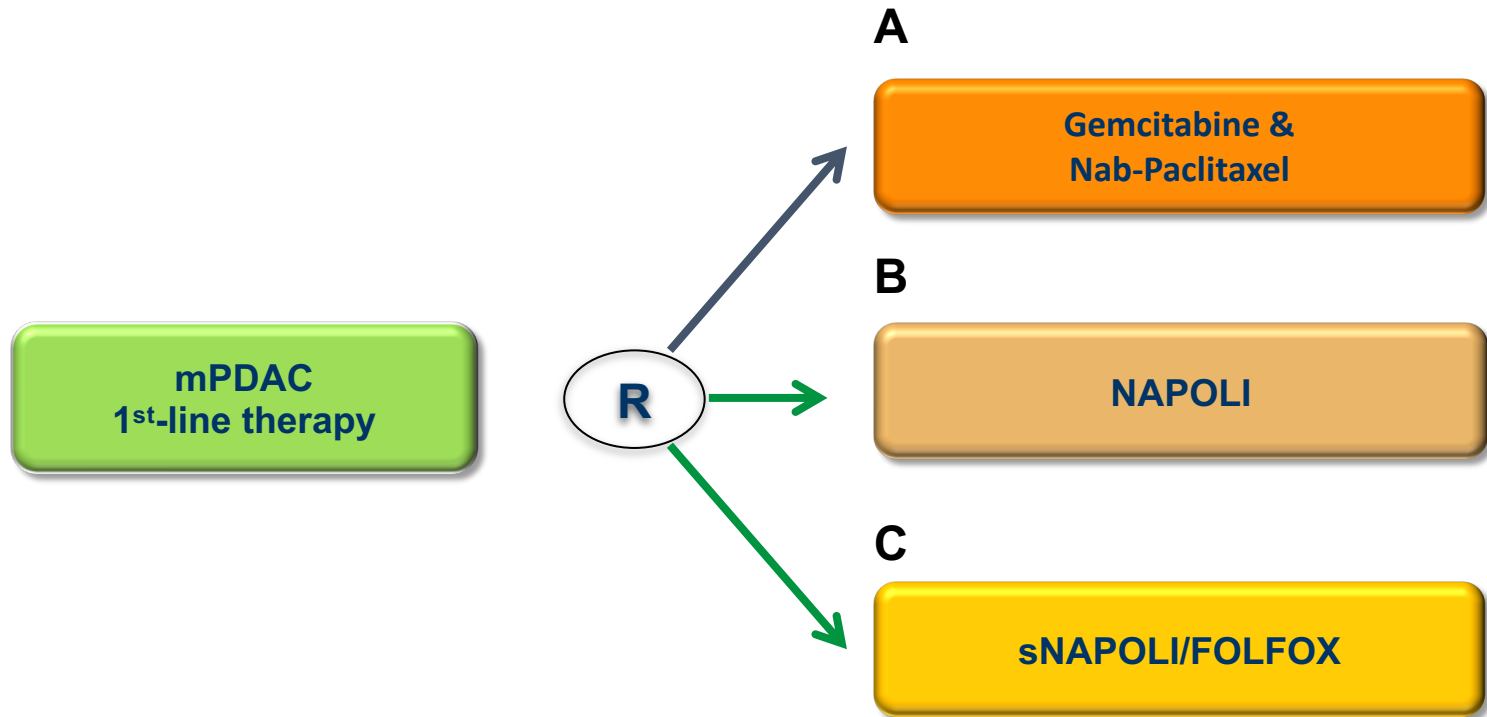 A
Gemcitabine &
Nab-Paclitaxel
B
mPDAC
1st-line therapy
R
NAPOLI
C
sNAPOLI/FOLFOX